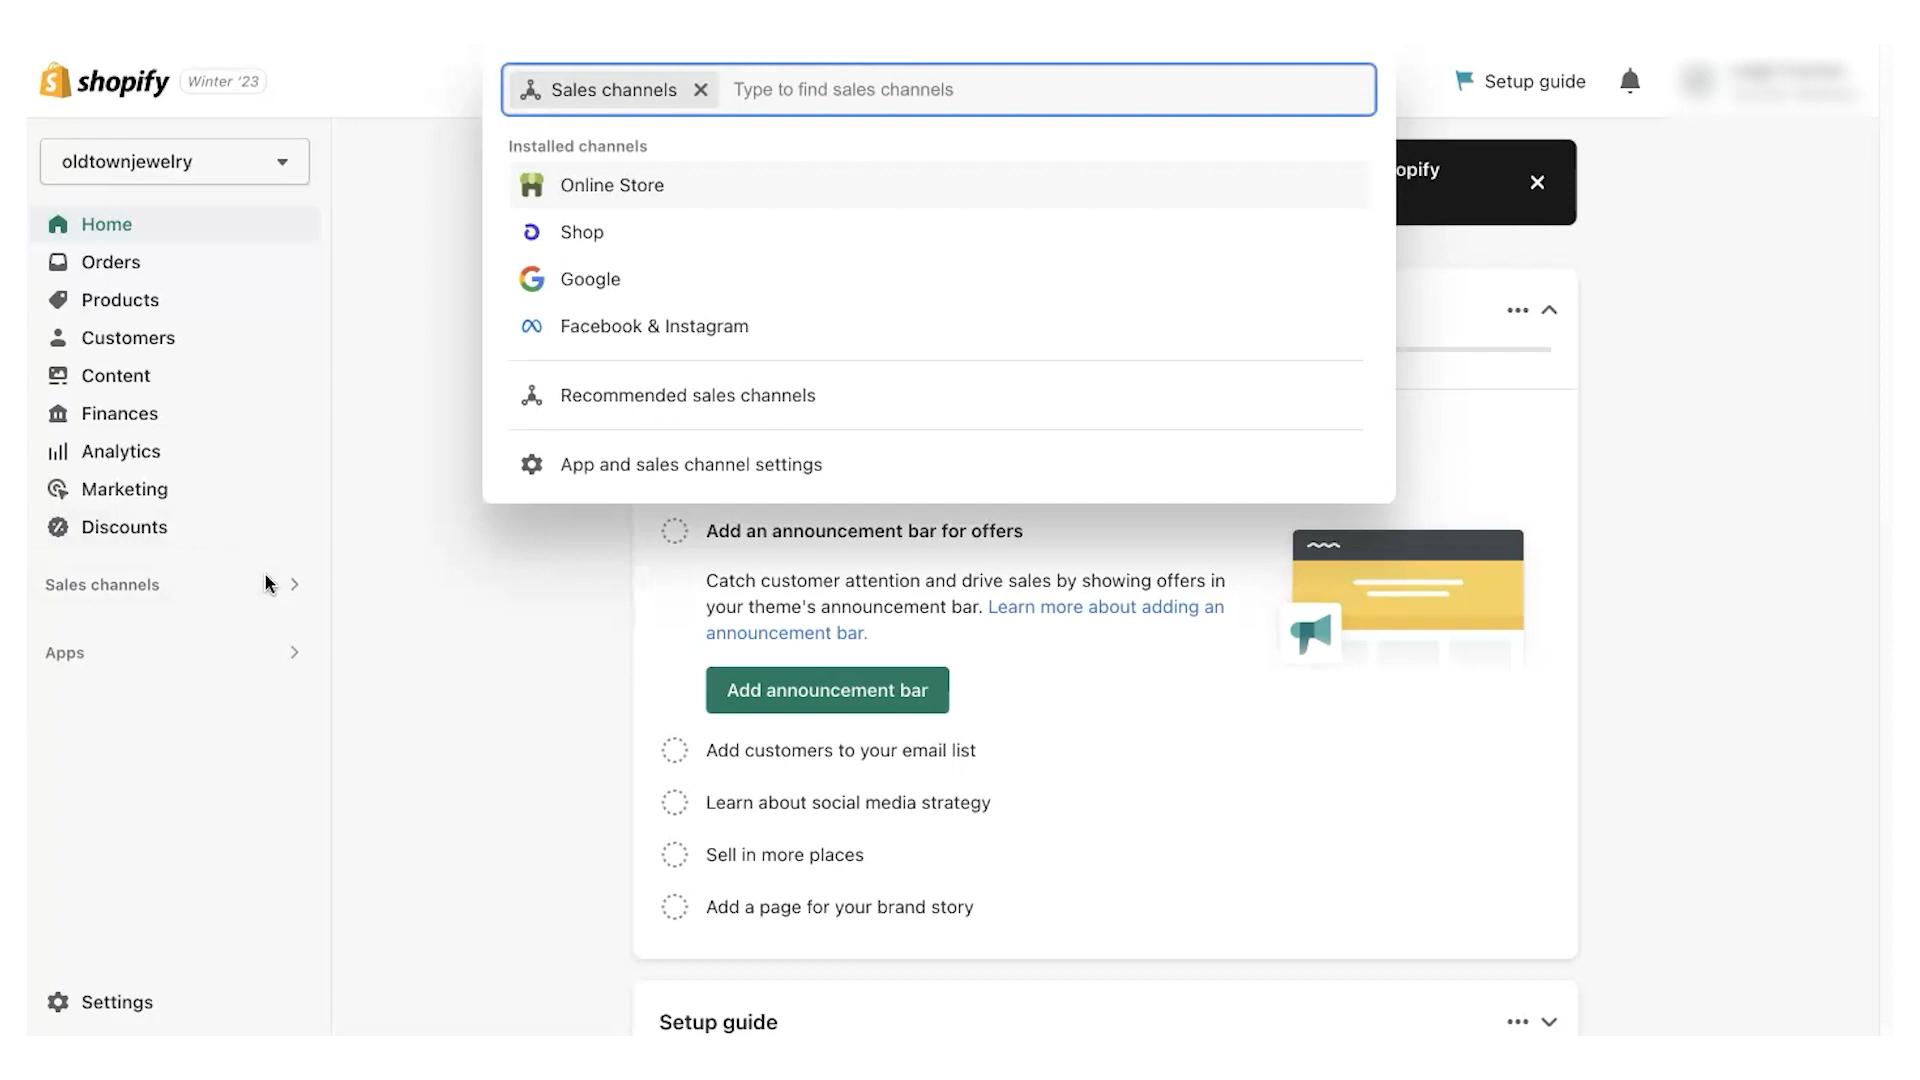 shopify Winter '23
Sales channels Type to find sales channels
Setup guide
Installed channels
oldtownjewelry
Online Store
opify
Home
Shop
Orders
Google
Products
Facebook & Instagram
Customers
Content
Recommended sales channels
Finances
Analytics
App and sales channel settings
Marketing
Discounts
Add an announcement bar for offers
Sales channels
Catch customer attention and drive sales by showing offers in
your theme's announcement bar. Learn more about adding an
announcement bar.
Apps
Add announcement bar
Add customers to your email list
Learn about social media strategy
Sell in more places
Add a page for your brand story
Settings
Setup guide